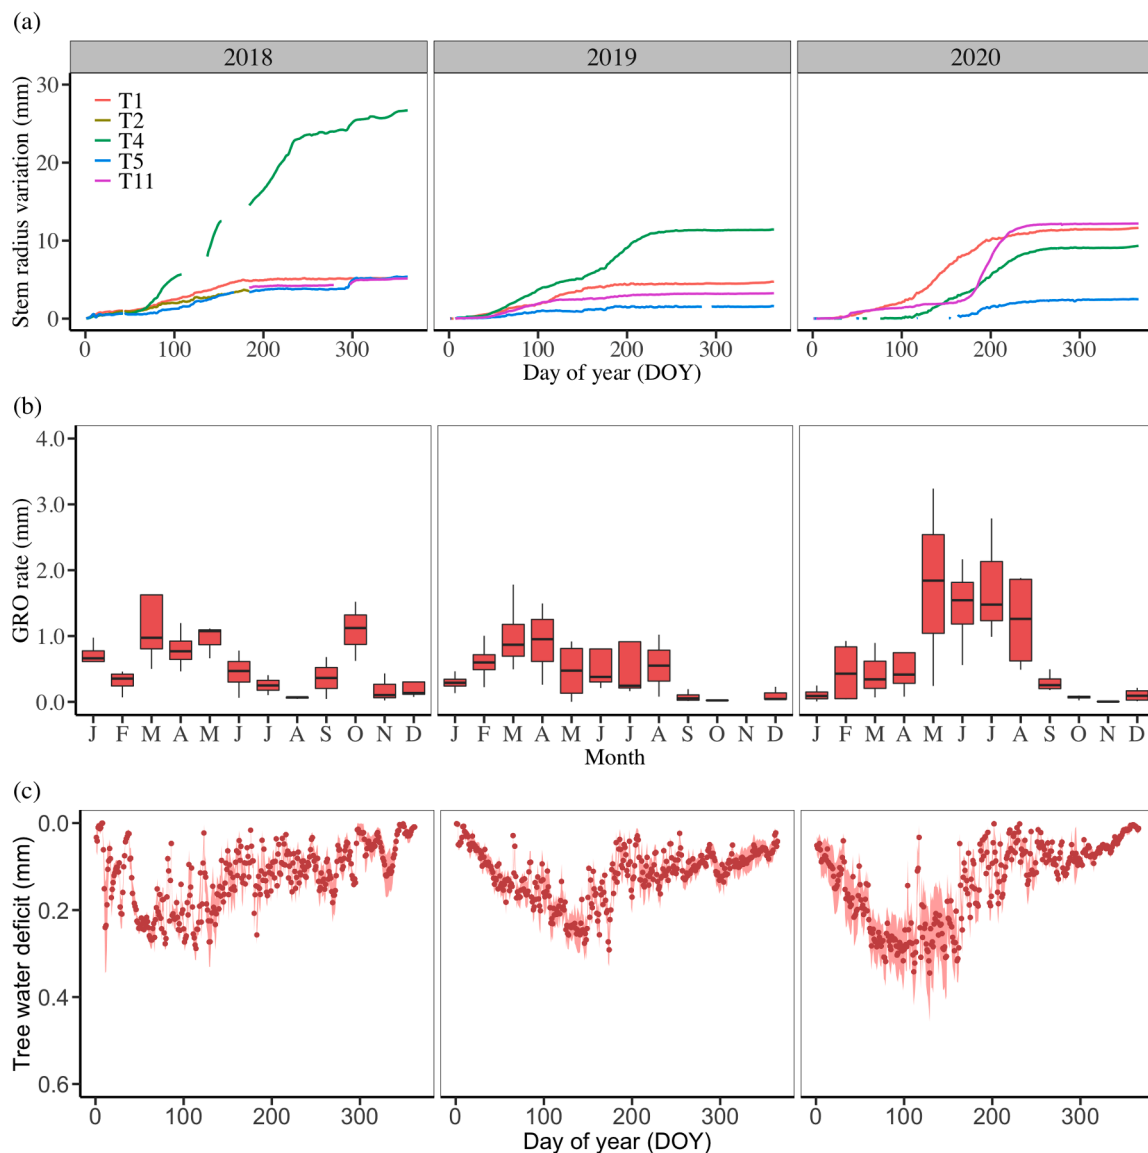 (a)
2018 2019 2020
Stem radius variation (mm)
30
20
10
0
T1
T2
T4
T5
T11
0 100 200 300 0 100 200 300 0 100 200 300
Day of year (DOY)
(b)
GRO rate (mm)
4.0
3.0
2.0
1.0
0.0
J F M A M J J A S O N D J F M A M J J A S O N D J F M A M J J A S O N D
Month
(c)
Tree water deficit (mm)
0.0
0.2
0.4
0.6
0 100 200 300 0 100 200 300 0 100 200 300
Day of year (DOY)